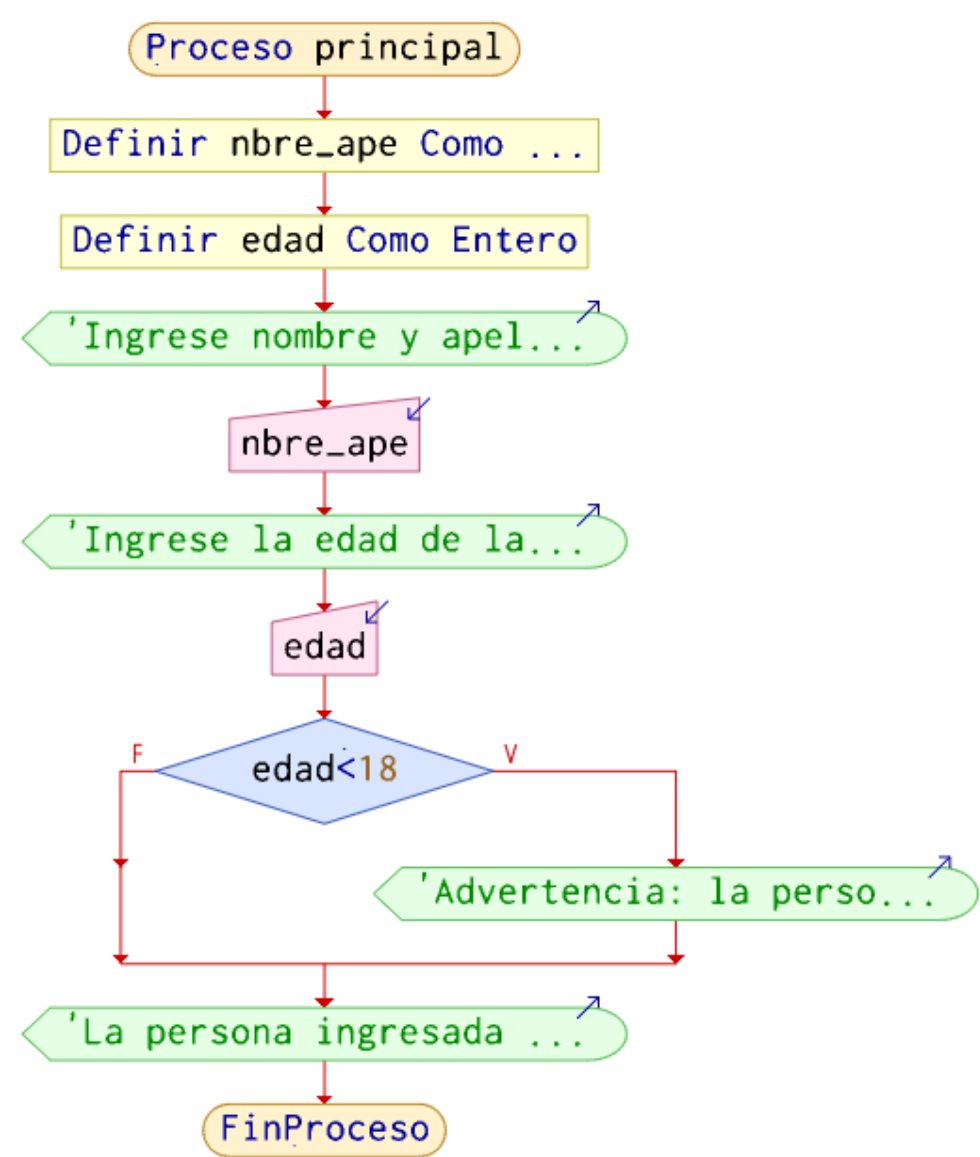 Proceso principal
Definir nbre_ape Como ...
Definir edad Como Entero
'Ingrese nombre y apel...
nbre_ape
'Ingrese la edad de la...
edad
F
edad<18
V
'Advertencia: la perso...
'La persona ingresada ...
FinProceso